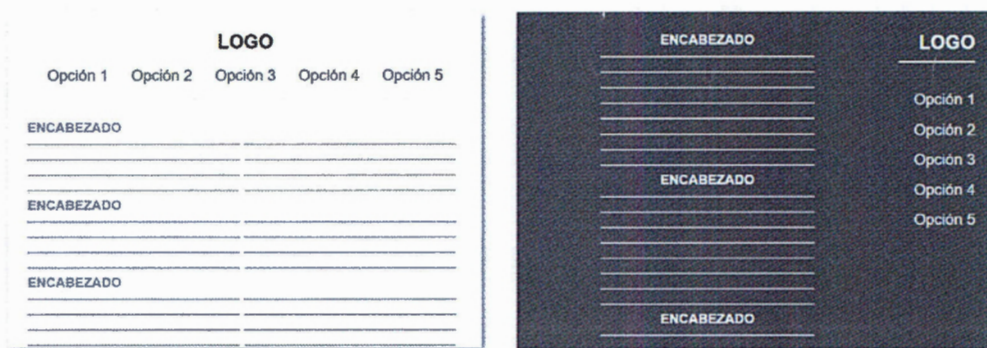 LOGO
Opción 1 Opción 2 Opción 3 Opción 4 Opción 5
ENCABEZADO
ENCABEZADO
ENCABEZADO
ENCABEZADO
LOGO
Opción 1
Opción 2
Opción 3
ENCABEZADO
Opción 4
Opción 5
ENCABEZADO